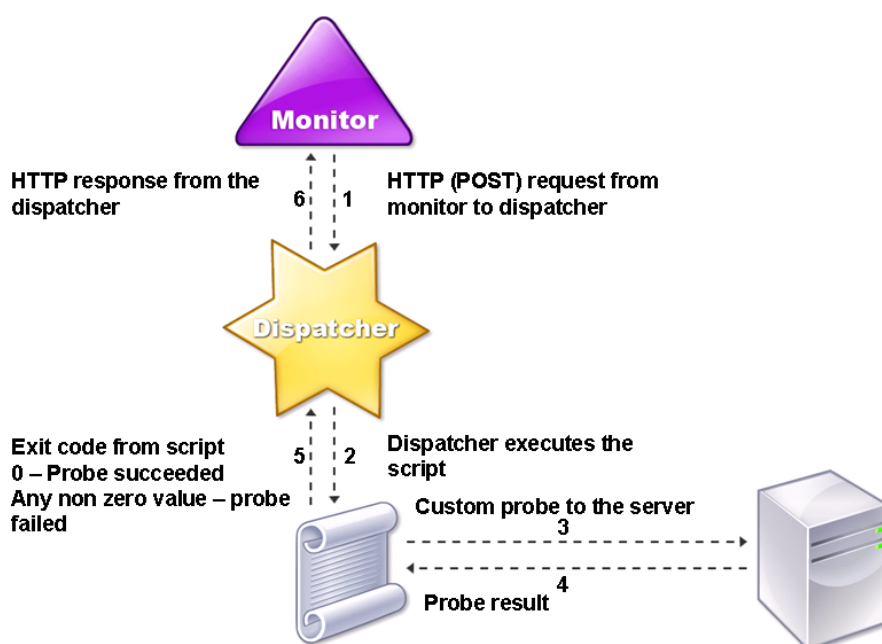 Monitor
HTTP response from the
dispatcher
6
1
HTTP (POST) request from
monitor to dispatcher
Dispatcher
Exit code from script
0 – Probe succeeded
Any non zero value – probe
failed
5
2
Dispatcher executes the
script
Custom probe to the server
3
4
Probe result